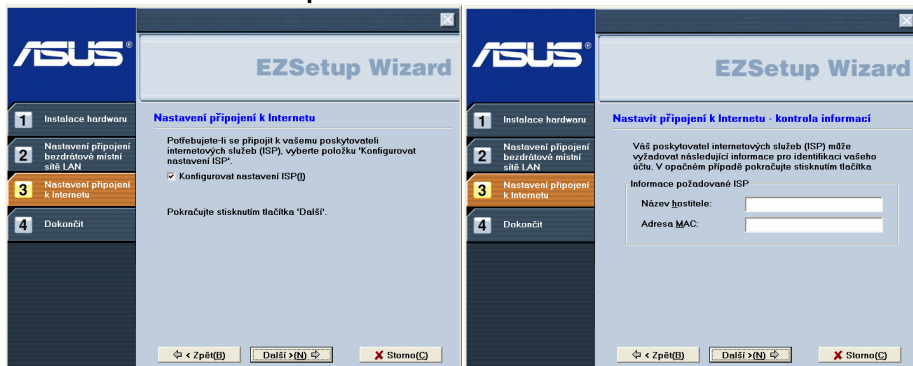 ASUS®
EZSetup Wizard
1 Instalace hardwaru
2 Nastavení připojení
bezdrátové místní
sítě LAN
3 Nastavení připojení
k Internetu
4 Dokončit
Nastavení připojení k Internetu
Potřebujete-li se připojit k vašemu poskytovateli
internetových služeb (ISP), vyberte položku 'Konfigurovat
nastavení ISP'.
Konfigurovat nastavení ISP(I)
Pokračujte stisknutím tlačítka 'Další'.
< Zpět(B) Další >(N) Storno(C)
ASUS®
EZSetup Wizard
1 Instalace hardwaru
2 Nastavení připojení
bezdrátové místní
sítě LAN
3 Nastavení připojení
k Internetu
4 Dokončit
Nastavit připojení k Internetu - kontrola informací
Váš poskytovatel internetových služeb (ISP) může
vyžadovat následující informace pro identifikaci vašeho
účtu. V opačném případě pokračujte stisknutím tlačítka
Informace požadované ISP
Název hostitele:
Adresa MAC:
< Zpět(B) Další >(N) Storno(C)